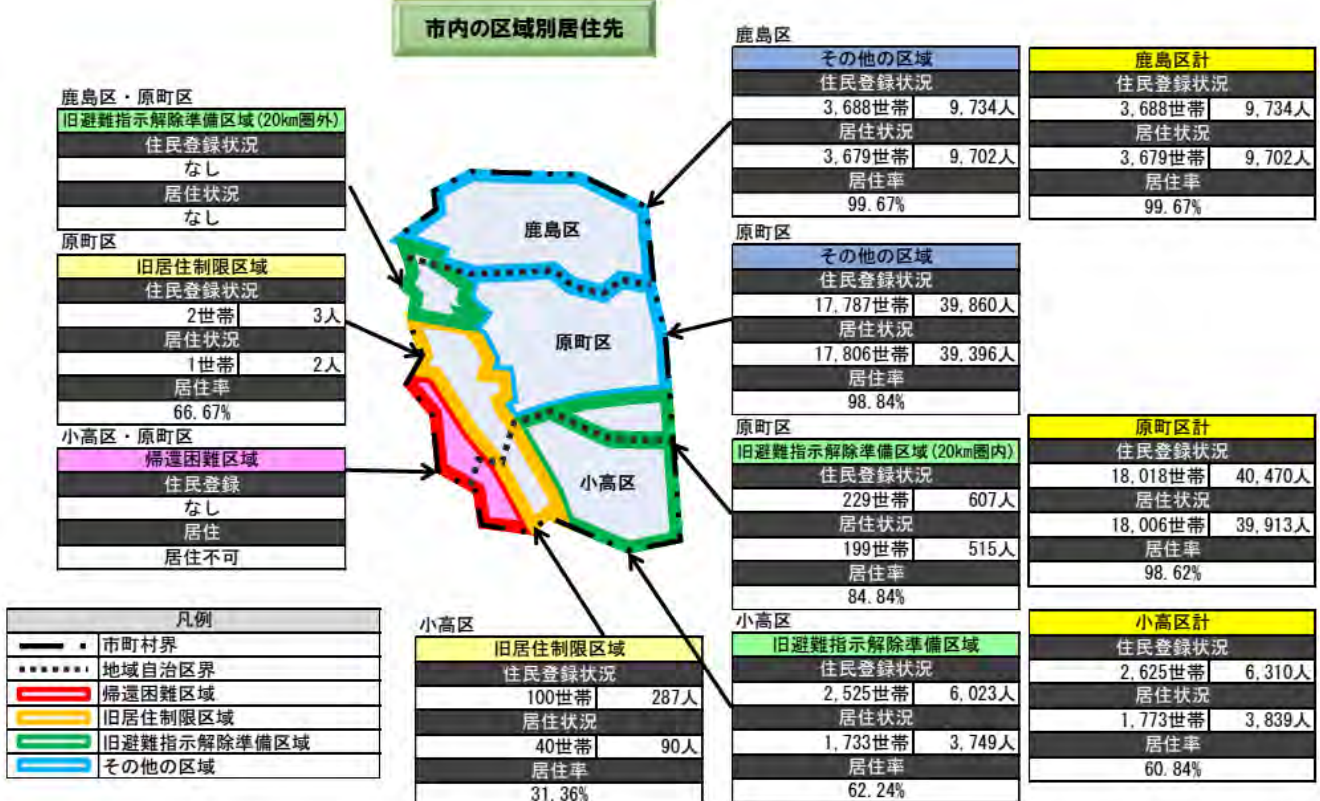 市内の区域別居住先
鹿島区・原町区
旧避難指示解除準備区域(20km圏外)
住民登録状況
なし
居住状況
なし
原町区
旧居住制限区域
住民登録状況
2世帯 3人
居住状況
1世帯 2人
居住率
66.67%
小高区・原町区
帰還困難区域
住民登録
なし
居住
居住不可
鹿島区
原町区
小高区
鹿島区
その他の区域
住民登録状況
3,688世帯 9,734人
居住状況
3,679世帯 9,702人
居住率
99.67%
鹿島区計
住民登録状況
3,688世帯 9,734人
居住状況
3,679世帯 9,702人
居住率
99.67%
原町区
その他の区域
住民登録状況
17,787世帯 39,860人
居住状況
17,806世帯 39,396人
居住率
98.84%
原町区
旧避難指示解除準備区域(20km圏内)
住民登録状況
229世帯 607人
居住状況
199世帯 515人
居住率
84.84%
原町区計
住民登録状況
18,018世帯 40,470人
居住状況
18,006世帯 39,913人
居住率
98.62%
凡例
市町村界
地域自治区界
帰還困難区域
旧居住制限区域
旧避難指示解除準備区域
その他の区域
小高区
旧居住制限区域
住民登録状況
100世帯 287人
居住状況
40世帯 90人
居住率
31.36%
小高区
旧避難指示解除準備区域
住民登録状況
2,525世帯 6,023人
居住状況
1,733世帯 3,749人
居住率
62.24%
小高区計
住民登録状況
2,625世帯 6,310人
居住状況
1,773世帯 3,839人
居住率
60.84%